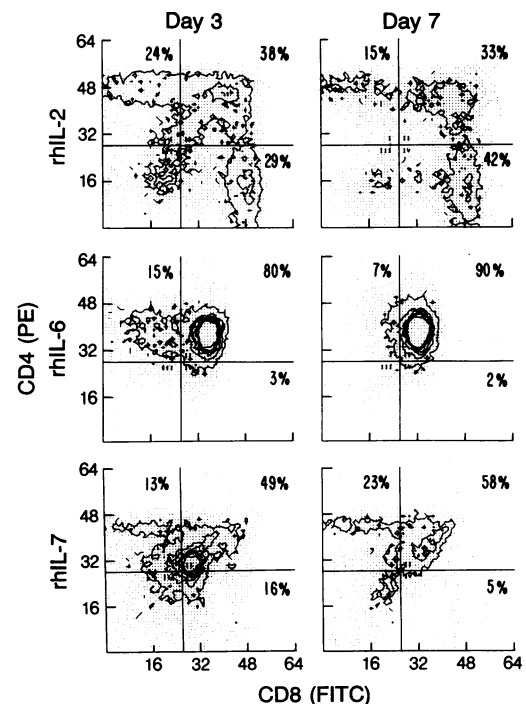 Day 3 Day 7
64 24% 38% 15% 33%
48
rhIL-2
32
29% 42%
16
64 15% 80% 7% 90%
48
CD4 (PE)
rhIL-6
32
3% 2%
16
64 13% 49% 23% 58%
48
rhIL-7
32
16% 5%
16
16 32 48 64 16 32 48 64
CD8 (FITC)